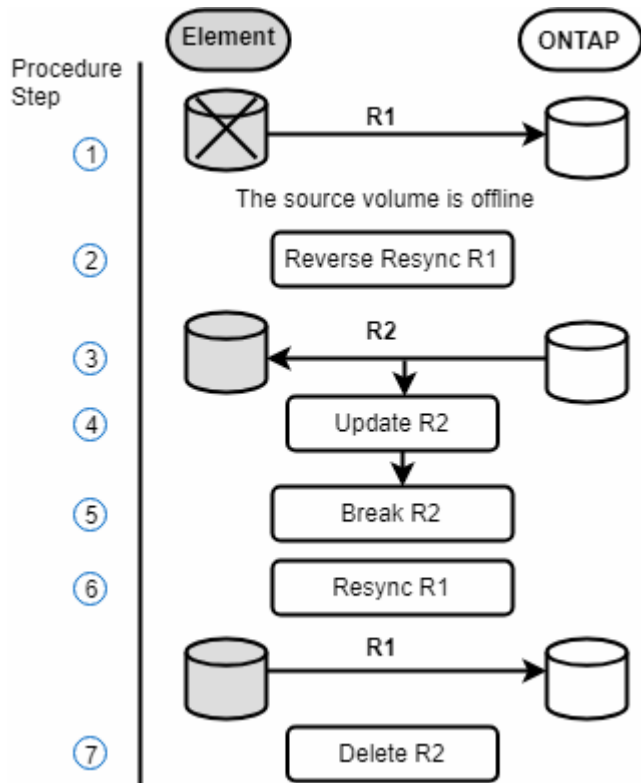 Element
ONTAP
Procedure
Step
R1
1
The source volume is offline
2
Reverse Resync R1
R2
3
4
Update R2
5
Break R2
6
Resync R1
R1
7
Delete R2